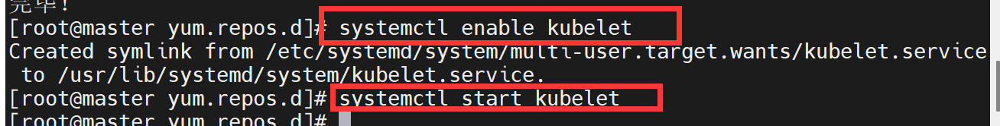 完毕!
[root@master yum.repos.d]# systemctl enable kubelet
Created symlink from /etc/systemd/system/multi-user.target.wants/kubelet.service
to /usr/lib/systemd/system/kubelet.service.
[root@master yum.repos.d]# systemctl start kubelet
[root@master yum.repos.d]#